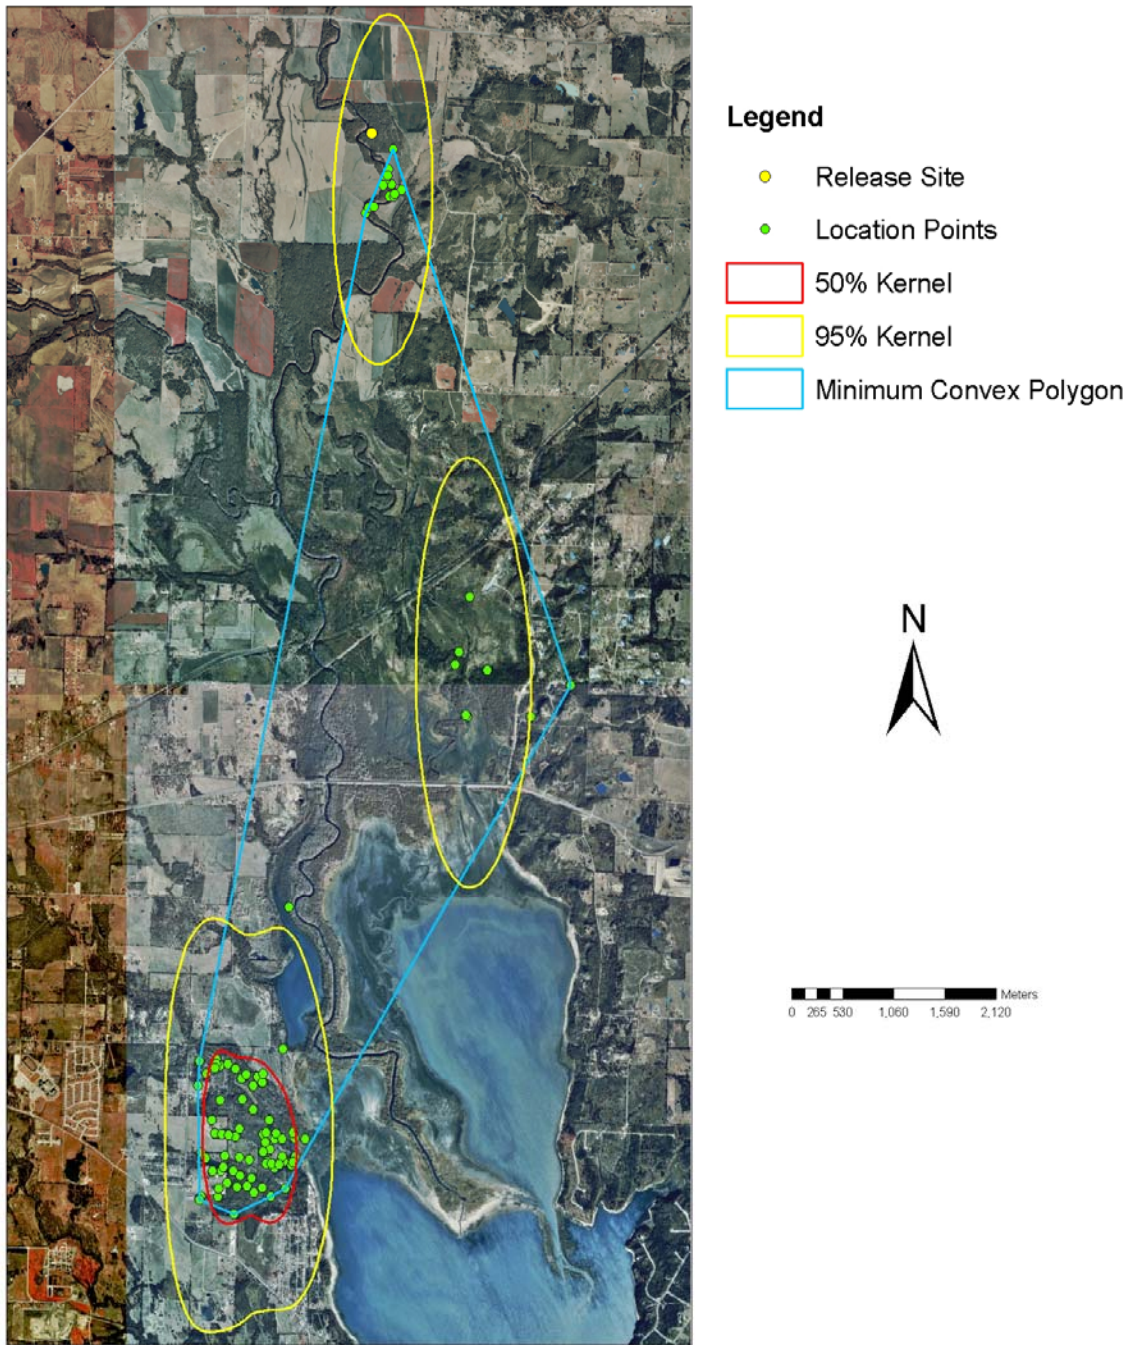 Legend
Release Site
Location Points
50% Kernel
95% Kernel
Minimum Convex Polygon
N
Meters
0 265 530 1,060 1,590 2,120